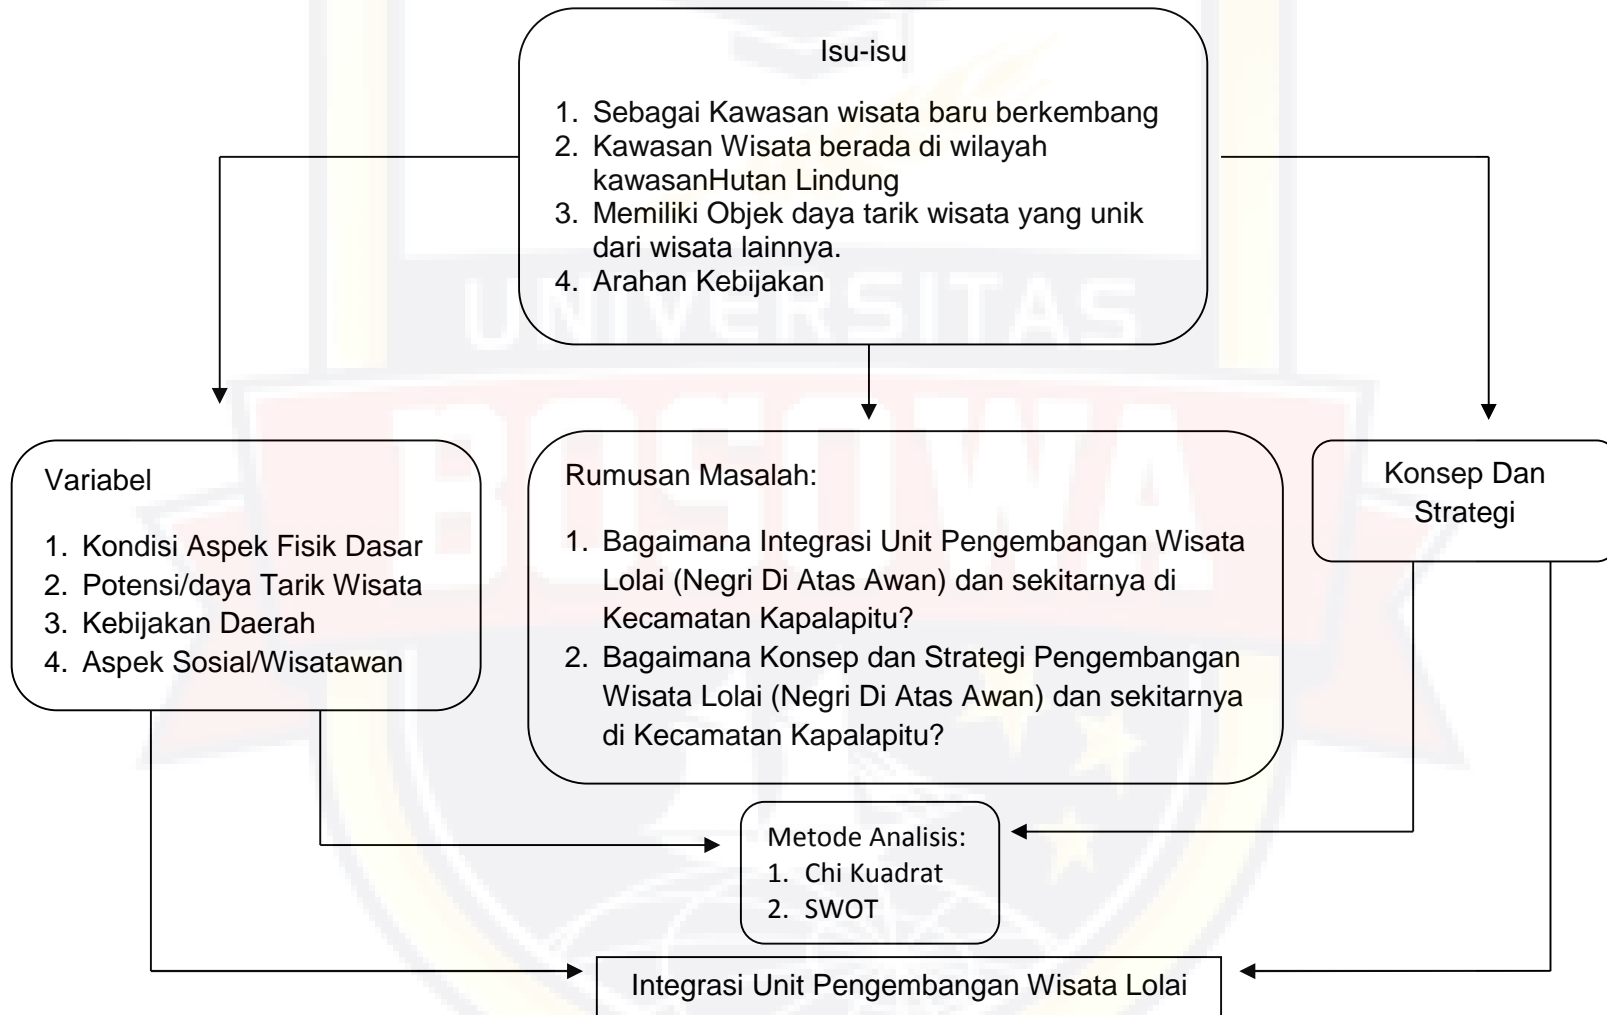 Isu-isu
1. Sebagai Kawasan wisata baru berkembang
2. Kawasan Wisata berada di wilayah
kawasanHutan Lindung
3. Memiliki Objek daya tarik wisata yang unik
dari wisata lainnya.
4. Arahan Kebijakan
UNIVERSITAS
BOSOWA
Variabel
1. Kondisi Aspek Fisik Dasar
2. Potensi/daya Tarik Wisata
3. Kebijakan Daerah
4. Aspek Sosial/Wisatawan
Rumusan Masalah:
1. Bagaimana Integrasi Unit Pengembangan Wisata
Lolai (Negri Di Atas Awan) dan sekitarnya di
Kecamatan Kapalapitu?
2. Bagaimana Konsep dan Strategi Pengembangan
Wisata Lolai (Negri Di Atas Awan) dan sekitarnya
di Kecamatan Kapalapitu?
Konsep Dan
Strategi
Metode Analisis:
1. Chi Kuadrat
2. SWOT
Integrasi Unit Pengembangan Wisata Lolai